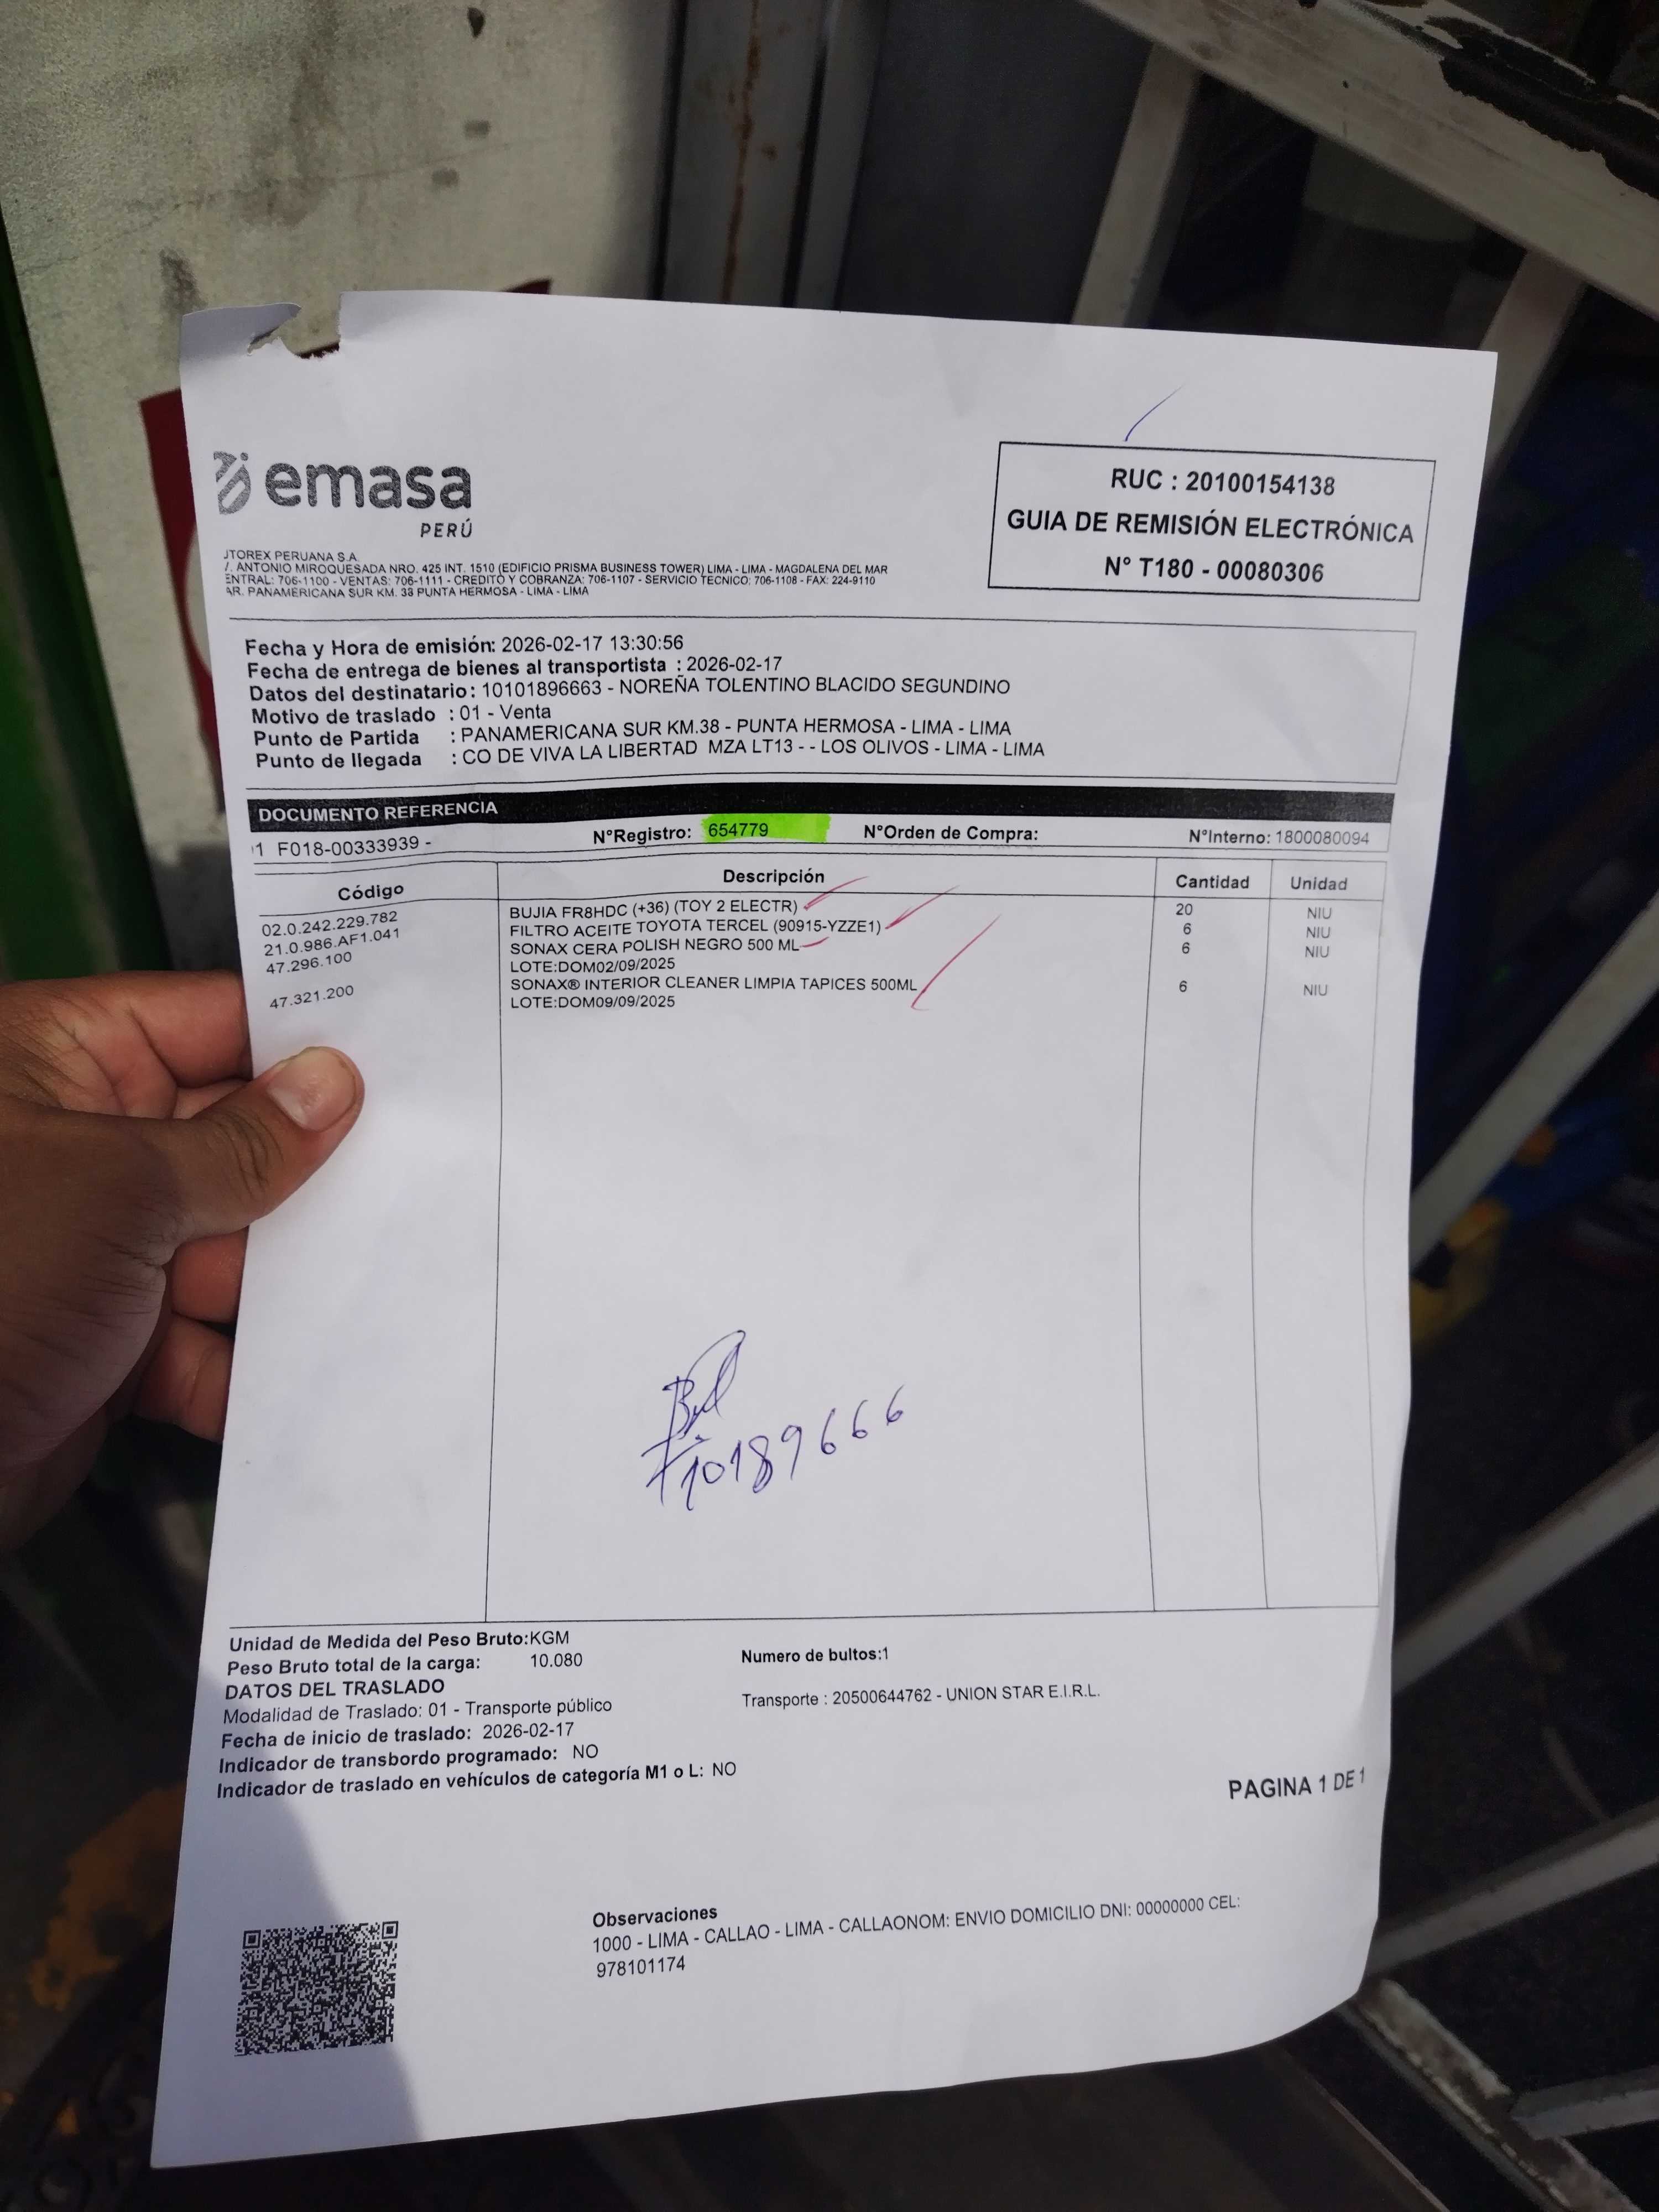 emasa
PERÚ
RUC : 20100154138
GUIA DE REMISIÓN ELECTRÓNICA
N° T180 - 00080306
JTOREX PERUANA S.A.
/. ANTONIO MIROQUESADA NRO. 425 INT. 1510 (EDIFICIO PRISMA BUSINESS TOWER) LIMA - LIMA - MAGDALENA DEL MAR
ENTRAL: 706-1100 - VENTAS: 706-1111 - CREDITO Y COBRANZA: 706-1107 - SERVICIO TECNICO: 706-1108 - FAX: 224-9110
AR. PANAMERICANA SUR KM. 38 PUNTA HERMOSA - LIMA - LIMA
Fecha y Hora de emisión: 2026-02-17 13:30:56
Fecha de entrega de bienes al transportista : 2026-02-17
Datos del destinatario: 10101896663 - NOREÑA TOLENTINO BLACIDO SEGUNDINO
Motivo de traslado : 01 - Venta
Punto de Partida : PANAMERICANA SUR KM.38 - PUNTA HERMOSA - LIMA - LIMA
Punto de llegada : CO DE VIVA LA LIBERTAD MZA LT13 - - LOS OLIVOS - LIMA - LIMA
DOCUMENTO REFERENCIA
1 F018-00333939 - N°Registro: 654779 N°Orden de Compra: N°Interno: 1800080094
Código Descripción Cantidad Unidad
02.0.242.229.782 BUJIA FR8HDC (+36) (TOY 2 ELECTR) 20 NIU
21.0.986.AF1.041 FILTRO ACEITE TOYOTA TERCEL (90915-YZZE1) 6 NIU
47.296.100 SONAX CERA POLISH NEGRO 500 ML 6 NIU
LOTE:DOM02/09/2025
47.321.200 SONAX® INTERIOR CLEANER LIMPIA TAPICES 500ML 6 NIU
LOTE:DOM09/09/2025
10189666
Unidad de Medida del Peso Bruto:KGM
Peso Bruto total de la carga: 10.080 Numero de bultos:1
DATOS DEL TRASLADO
Modalidad de Traslado: 01 - Transporte público Transporte : 20500644762 - UNION STAR E.I.R.L.
Fecha de inicio de traslado: 2026-02-17
Indicador de transbordo programado: NO
Indicador de traslado en vehículos de categoría M1 o L: NO
PAGINA 1 DE 1
Observaciones
1000 - LIMA - CALLAO - LIMA - CALLAONOM: ENVIO DOMICILIO DNI: 00000000 CEL:
978101174